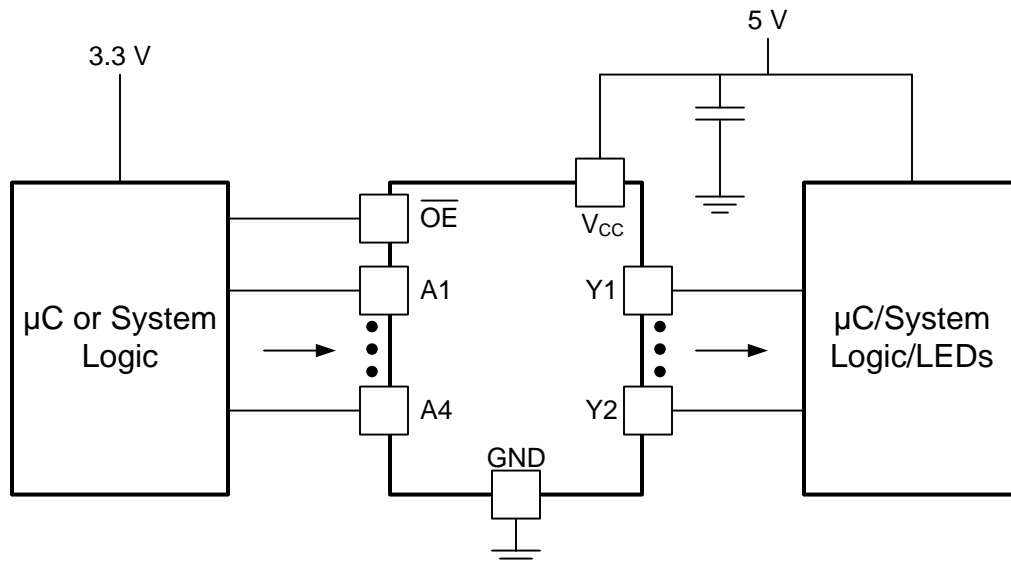 5 V
3.3 V
OE
VCC
A1
Y1
µC or System
Logic
µC/System
Logic/LEDs
A4
Y2
GND